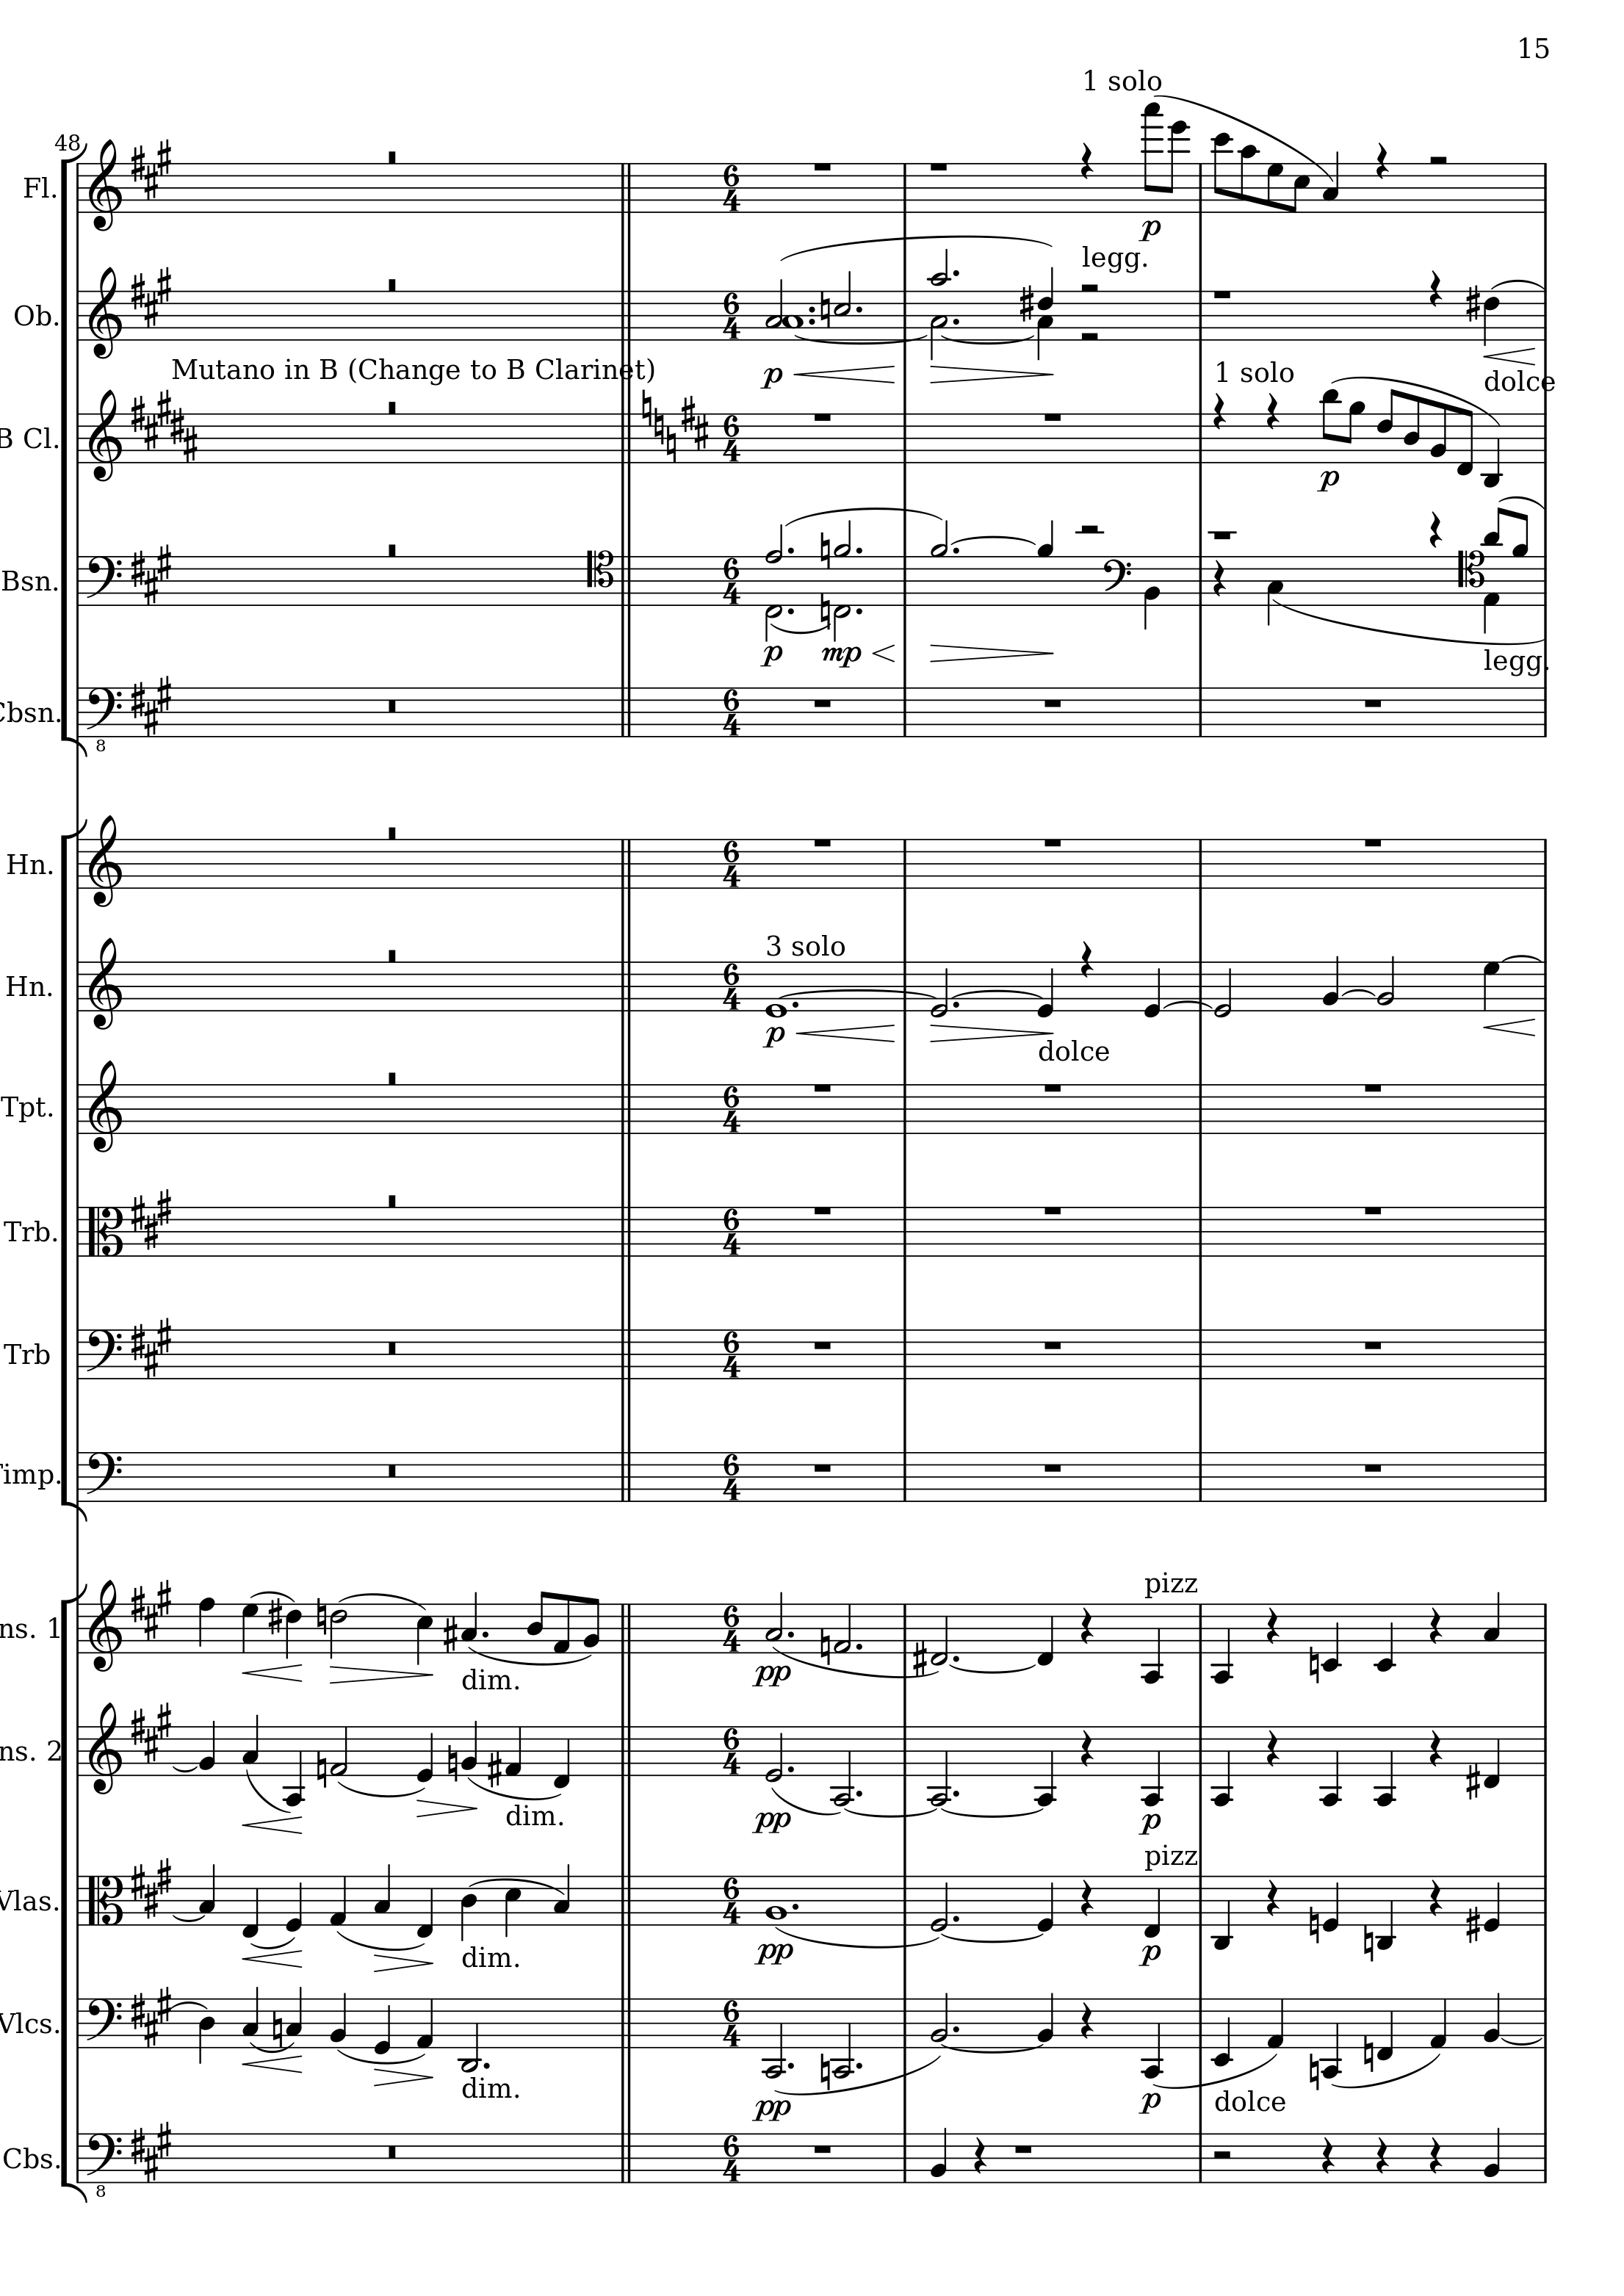 15
1 solo
48
Fl.
p
legg.
Ob.
p
dolce
Mutano in B (Change to B Clarinet)
1 solo
B Cl.
p
Bsn.
p mp
legg.
Cbsn.
8
Hn.
3 solo
Hn.
p
dolce
Tpt.
Trb.
Trb
Timp.
pizz
ns. 1
dim.
pp
ns. 2
dim.
pp
p
pizz
Vlas.
dim.
pp
p
Vlcs.
dim.
pp
p
dolce
Cbs.
8